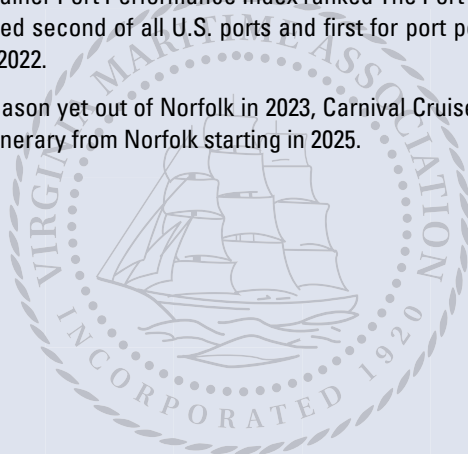 ainer Port Performance Index ranked The Port
ed second of all U.S. ports and first for port pe
2022.
ason yet out of Norfolk in 2023, Carnival Cruise
nerary from Norfolk starting in 2025.
VIRGINIA MARITIME ASSOCIATION
INCORPORATED 1920